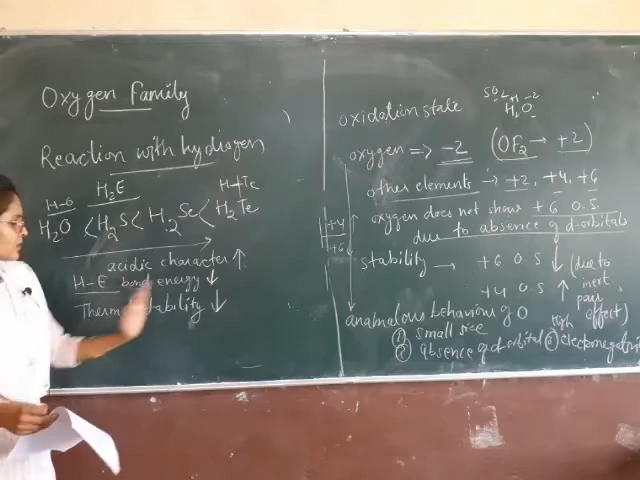 Oxygen Family
Reaction with hydrogen
H-O H₂E H+Te
H₂O < H₂S < H₂Se < H₂Te
acidic character ↑
H-E bond energy ↓
Thermal stability ↓
SO₂ H⁺ -2
H₂O
oxidation state
oxygen => -2 (OF₂ → +2)
other elements → +2, +4, +6
oxygen does not show +6 O.S
due to absence of d-orbitals
+4
+6
stability → +6 O S ↓ (due to
+4 O S ↑ inert
pair
effect)
anamalous behaviour of O
① small size
② absence of d orbital ③ High electronegativi